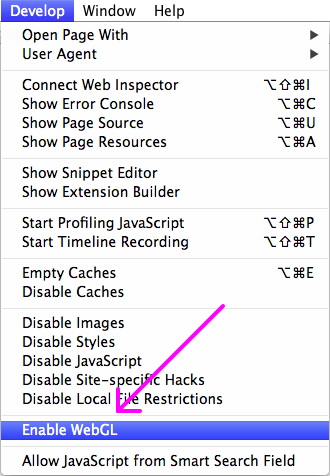 Develop Window Help
Open Page With
User Agent
Connect Web Inspector ⌥⇧⌘I
Show Error Console ⌥⌘C
Show Page Source ⌥⌘U
Show Page Resources ⌥⌘A
Show Snippet Editor
Show Extension Builder
Start Profiling JavaScript ⌥⇧⌘P
Start Timeline Recording ⌥⇧⌘T
Empty Caches ⌥⌘E
Disable Caches
Disable Images
Disable Styles
Disable JavaScript
Disable Site-specific Hacks
Disable Local File Restrictions
Enable WebGL
Allow JavaScript from Smart Search Field